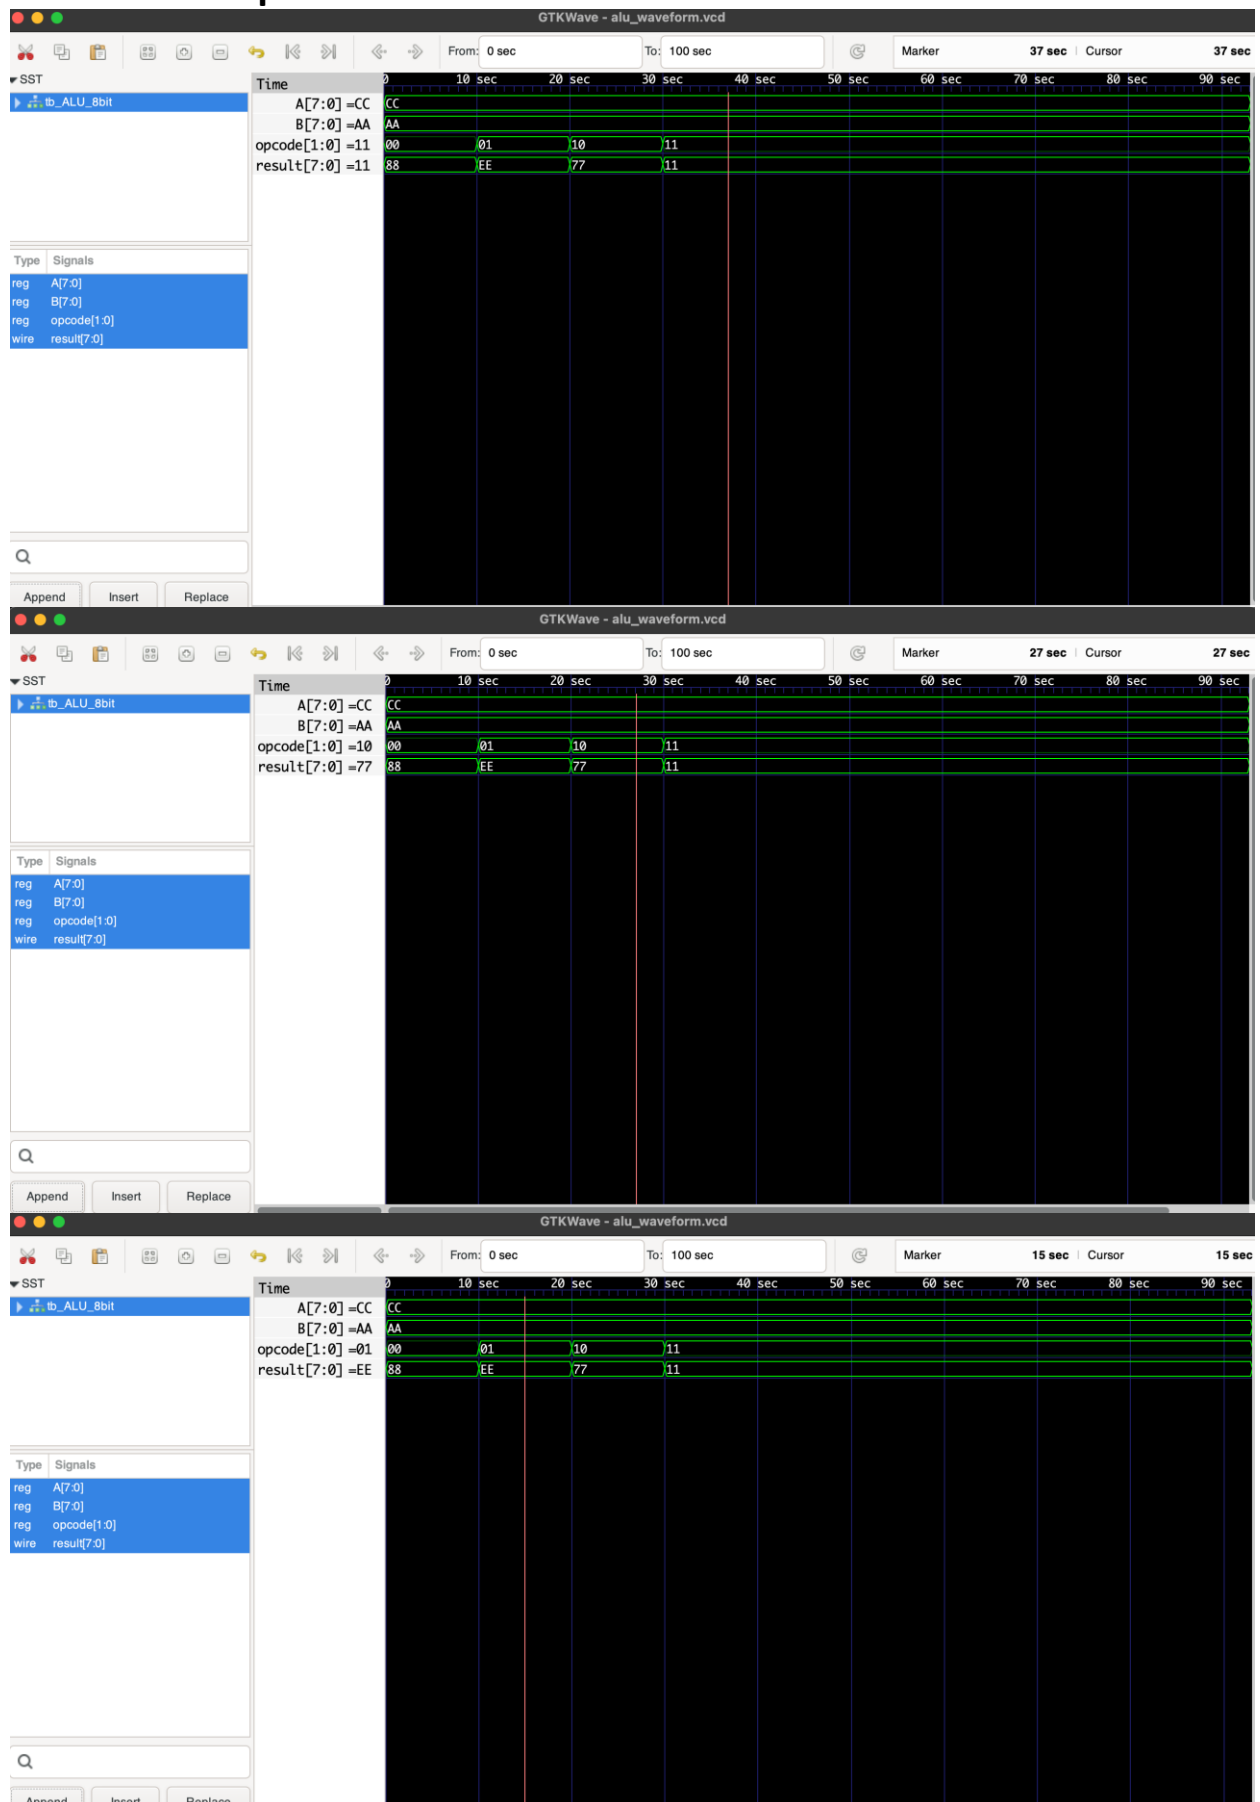 GTKWave - alu_waveform.vcd
From: 0 sec To: 100 sec Marker 37 sec | Cursor 37 sec
SST
tb_ALU_8bit
Type Signals
reg A[7:0]
reg B[7:0]
reg opcode[1:0]
wire result[7:0]
Append Insert Replace
Time 0 10 sec 20 sec 30 sec 40 sec 50 sec 60 sec 70 sec 80 sec 90 sec
A[7:0] =CC CC
B[7:0] =AA AA
opcode[1:0] =11 00 01 10 11
result[7:0] =11 88 EE 77 11
GTKWave - alu_waveform.vcd
From: 0 sec To: 100 sec Marker 27 sec | Cursor 27 sec
SST
tb_ALU_8bit
Type Signals
reg A[7:0]
reg B[7:0]
reg opcode[1:0]
wire result[7:0]
Append Insert Replace
Time 0 10 sec 20 sec 30 sec 40 sec 50 sec 60 sec 70 sec 80 sec 90 sec
A[7:0] =CC CC
B[7:0] =AA AA
opcode[1:0] =10 00 01 10 11
result[7:0] =77 88 EE 77 11
GTKWave - alu_waveform.vcd
From: 0 sec To: 100 sec Marker 15 sec | Cursor 15 sec
SST
tb_ALU_8bit
Type Signals
reg A[7:0]
reg B[7:0]
reg opcode[1:0]
wire result[7:0]
Append Insert Replace
Time 0 10 sec 20 sec 30 sec 40 sec 50 sec 60 sec 70 sec 80 sec 90 sec
A[7:0] =CC CC
B[7:0] =AA AA
opcode[1:0] =01 00 01 10 11
result[7:0] =EE 88 EE 77 11